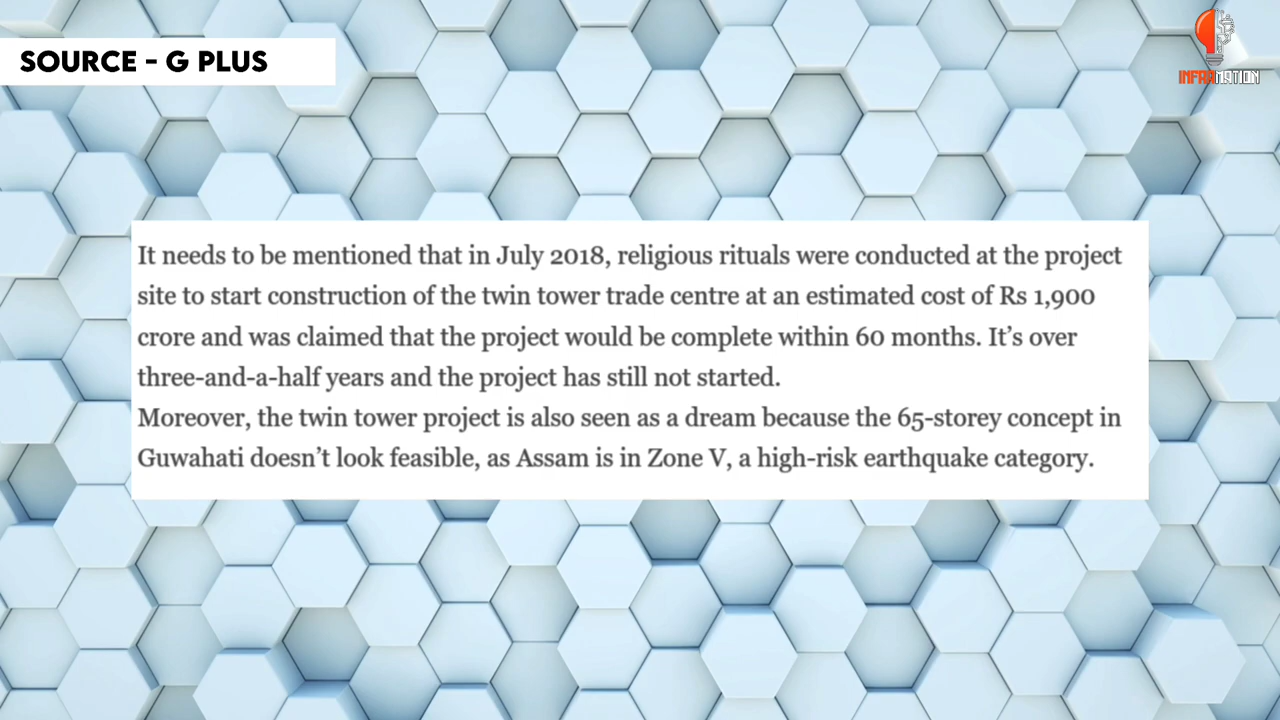 SOURCE - G PLUS
INFRANATION
It needs to be mentioned that in July 2018, religious rituals were conducted at the project
site to start construction of the twin tower trade centre at an estimated cost of Rs 1,900
crore and was claimed that the project would be complete within 60 months. It’s over
three-and-a-half years and the project has still not started.
Moreover, the twin tower project is also seen as a dream because the 65-storey concept in
Guwahati doesn’t look feasible, as Assam is in Zone V, a high-risk earthquake category.